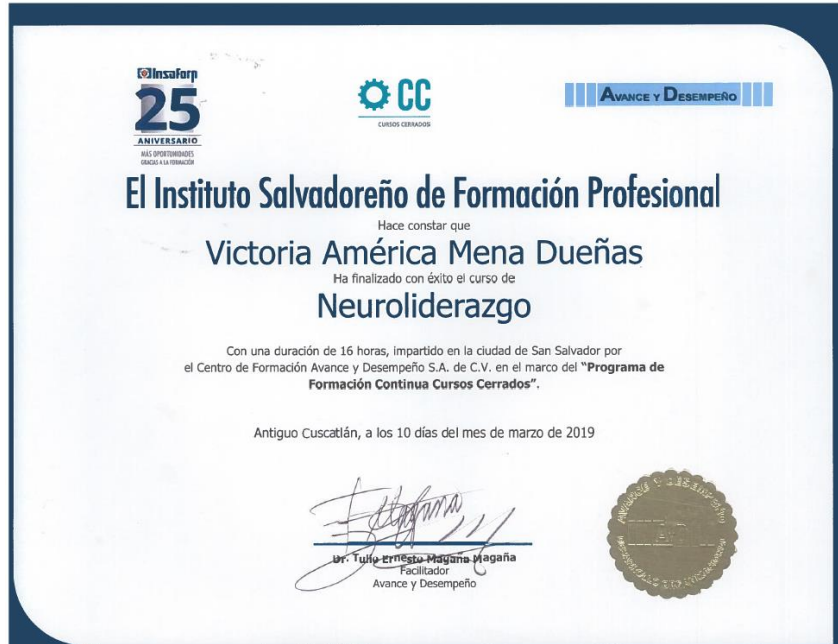 Insaforp
25
ANIVERSARIO
MÁS OPORTUNIDADES
GRACIAS A LA FORMACIÓN
CC
CURSOS CERRADOS
AVANCE Y DESEMPEÑO
El Instituto Salvadoreño de Formación Profesional
Hace constar que
Victoria América Mena Dueñas
Ha finalizado con éxito el curso de
Neuroliderazgo
Con una duración de 16 horas, impartido en la ciudad de San Salvador por
el Centro de Formación Avance y Desempeño S.A. de C.V. en el marco del "Programa de
Formación Continua Cursos Cerrados".
Antiguo Cuscatlán, a los 10 días del mes de marzo de 2019
Dr. Tulio Ernesto Magaña Magaña
Facilitador
Avance y Desempeño
AVANCE Y DESEMPEÑO